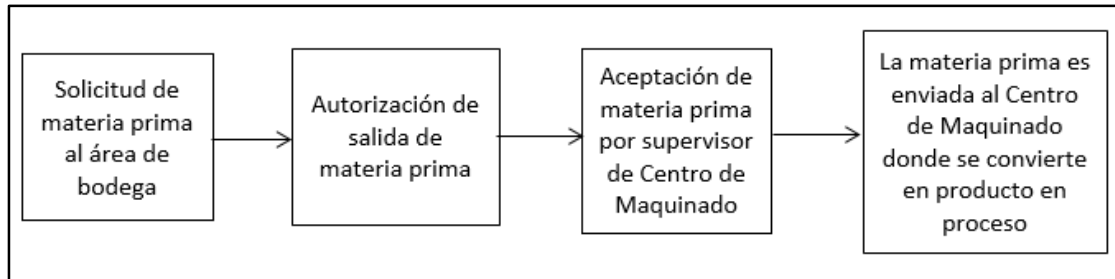 Solicitud de
materia prima
al área de
bodega
Autorización de
salida de
materia prima
Aceptación de
materia prima
por supervisor
de Centro de
Maquinado
La materia prima es
enviada al Centro
de Maquinado
donde se convierte
en producto en
proceso